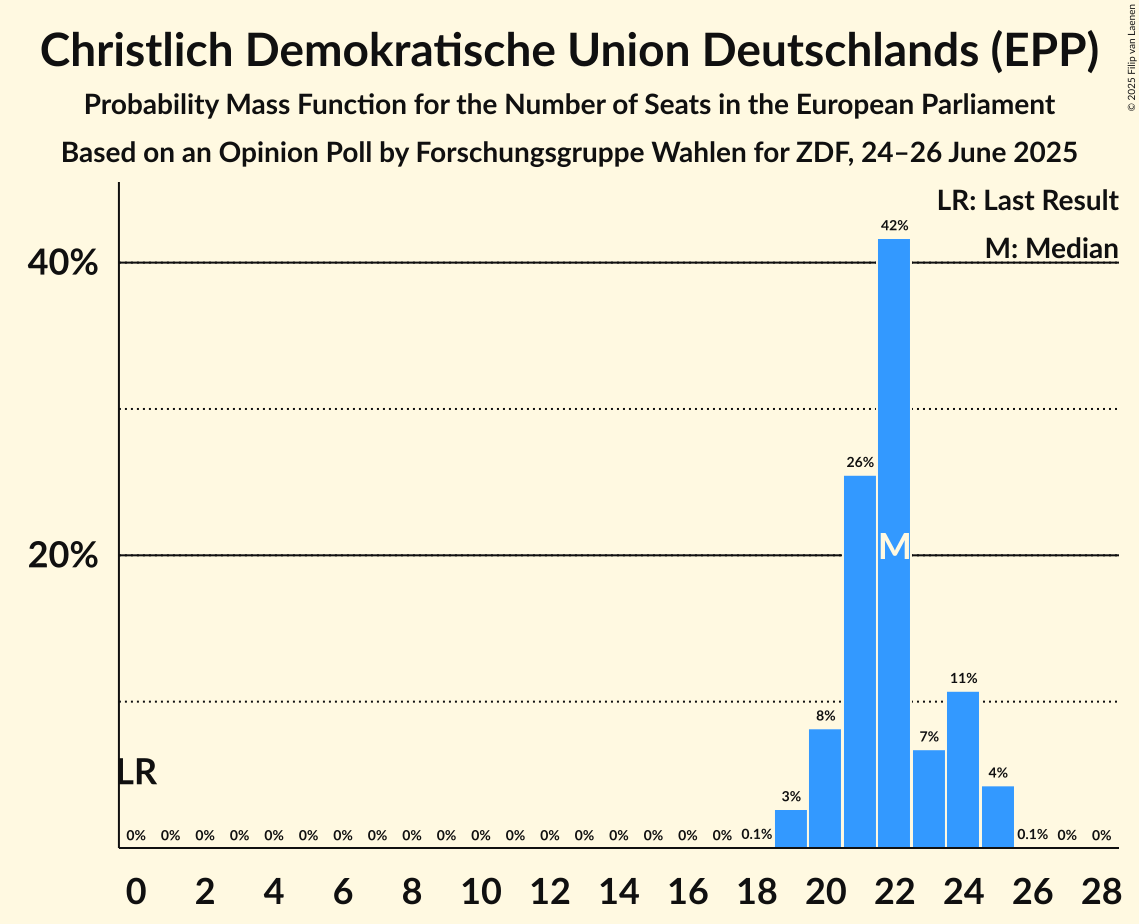 Christlich Demokratische Union Deutschlands (EPP)
Probability Mass Function for the Number of Seats in the European Parliament
Based on an Opinion Poll by Forschungsgruppe Wahlen for ZDF, 24–26 June 2025
© 2025 Filip van Laenen
LR: Last Result
M: Median
42%
40%
26%
M
20%
11%
8%
7%
LR
4%
3%
0% 0% 0% 0% 0% 0% 0% 0% 0% 0% 0% 0% 0% 0% 0% 0% 0% 0% 0.1% 0.1% 0% 0%
0 2 4 6 8 10 12 14 16 18 20 22 24 26 28